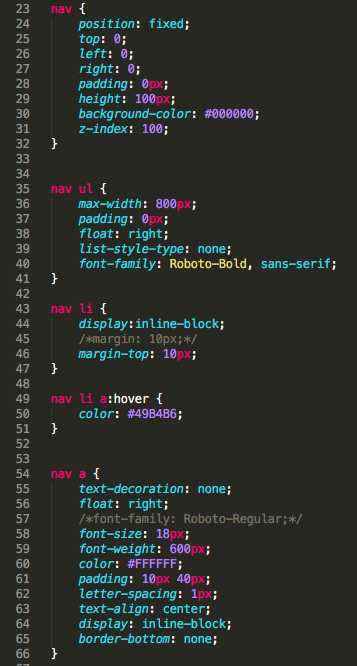 23 nav {
24 position: fixed;
25 top: 0;
26 left: 0;
27 right: 0;
28 padding: 0px;
29 height: 100px;
30 background-color: #000000;
31 z-index: 100;
32 }
33
34
35 nav ul {
36 max-width: 800px;
37 padding: 0px;
38 float: right;
39 list-style-type: none;
40 font-family: Roboto-Bold, sans-serif;
41 }
42
43 nav li {
44 display:inline-block;
45 /*margin: 10px;*/
46 margin-top: 10px;
47 }
48
49 nav li a:hover {
50 color: #49B4B6;
51 }
52
53
54 nav a {
55 text-decoration: none;
56 float: right;
57 /*font-family: Roboto-Regular;*/
58 font-size: 18px;
59 font-weight: 600px;
60 color: #FFFFFF;
61 padding: 10px 40px;
62 letter-spacing: 1px;
63 text-align: center;
64 display: inline-block;
65 border-bottom: none;
66 }